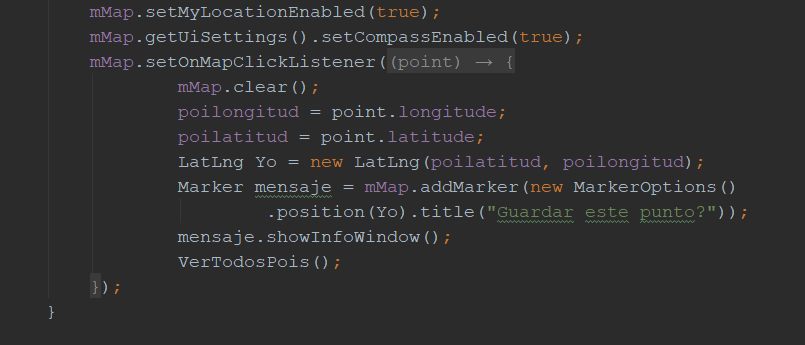 mMap.setMyLocationEnabled(true);
mMap.getUiSettings().setCompassEnabled(true);
mMap.setOnMapClickListener((point) → {
mMap.clear();
poilongitud = point.longitude;
poilatitud = point.latitude;
LatLng Yo = new LatLng(poilatitud, poilongitud);
Marker mensaje = mMap.addMarker(new MarkerOptions()
.position(Yo).title("Guardar este punto?"));
mensaje.showInfoWindow();
VerTodosPois();
});
}